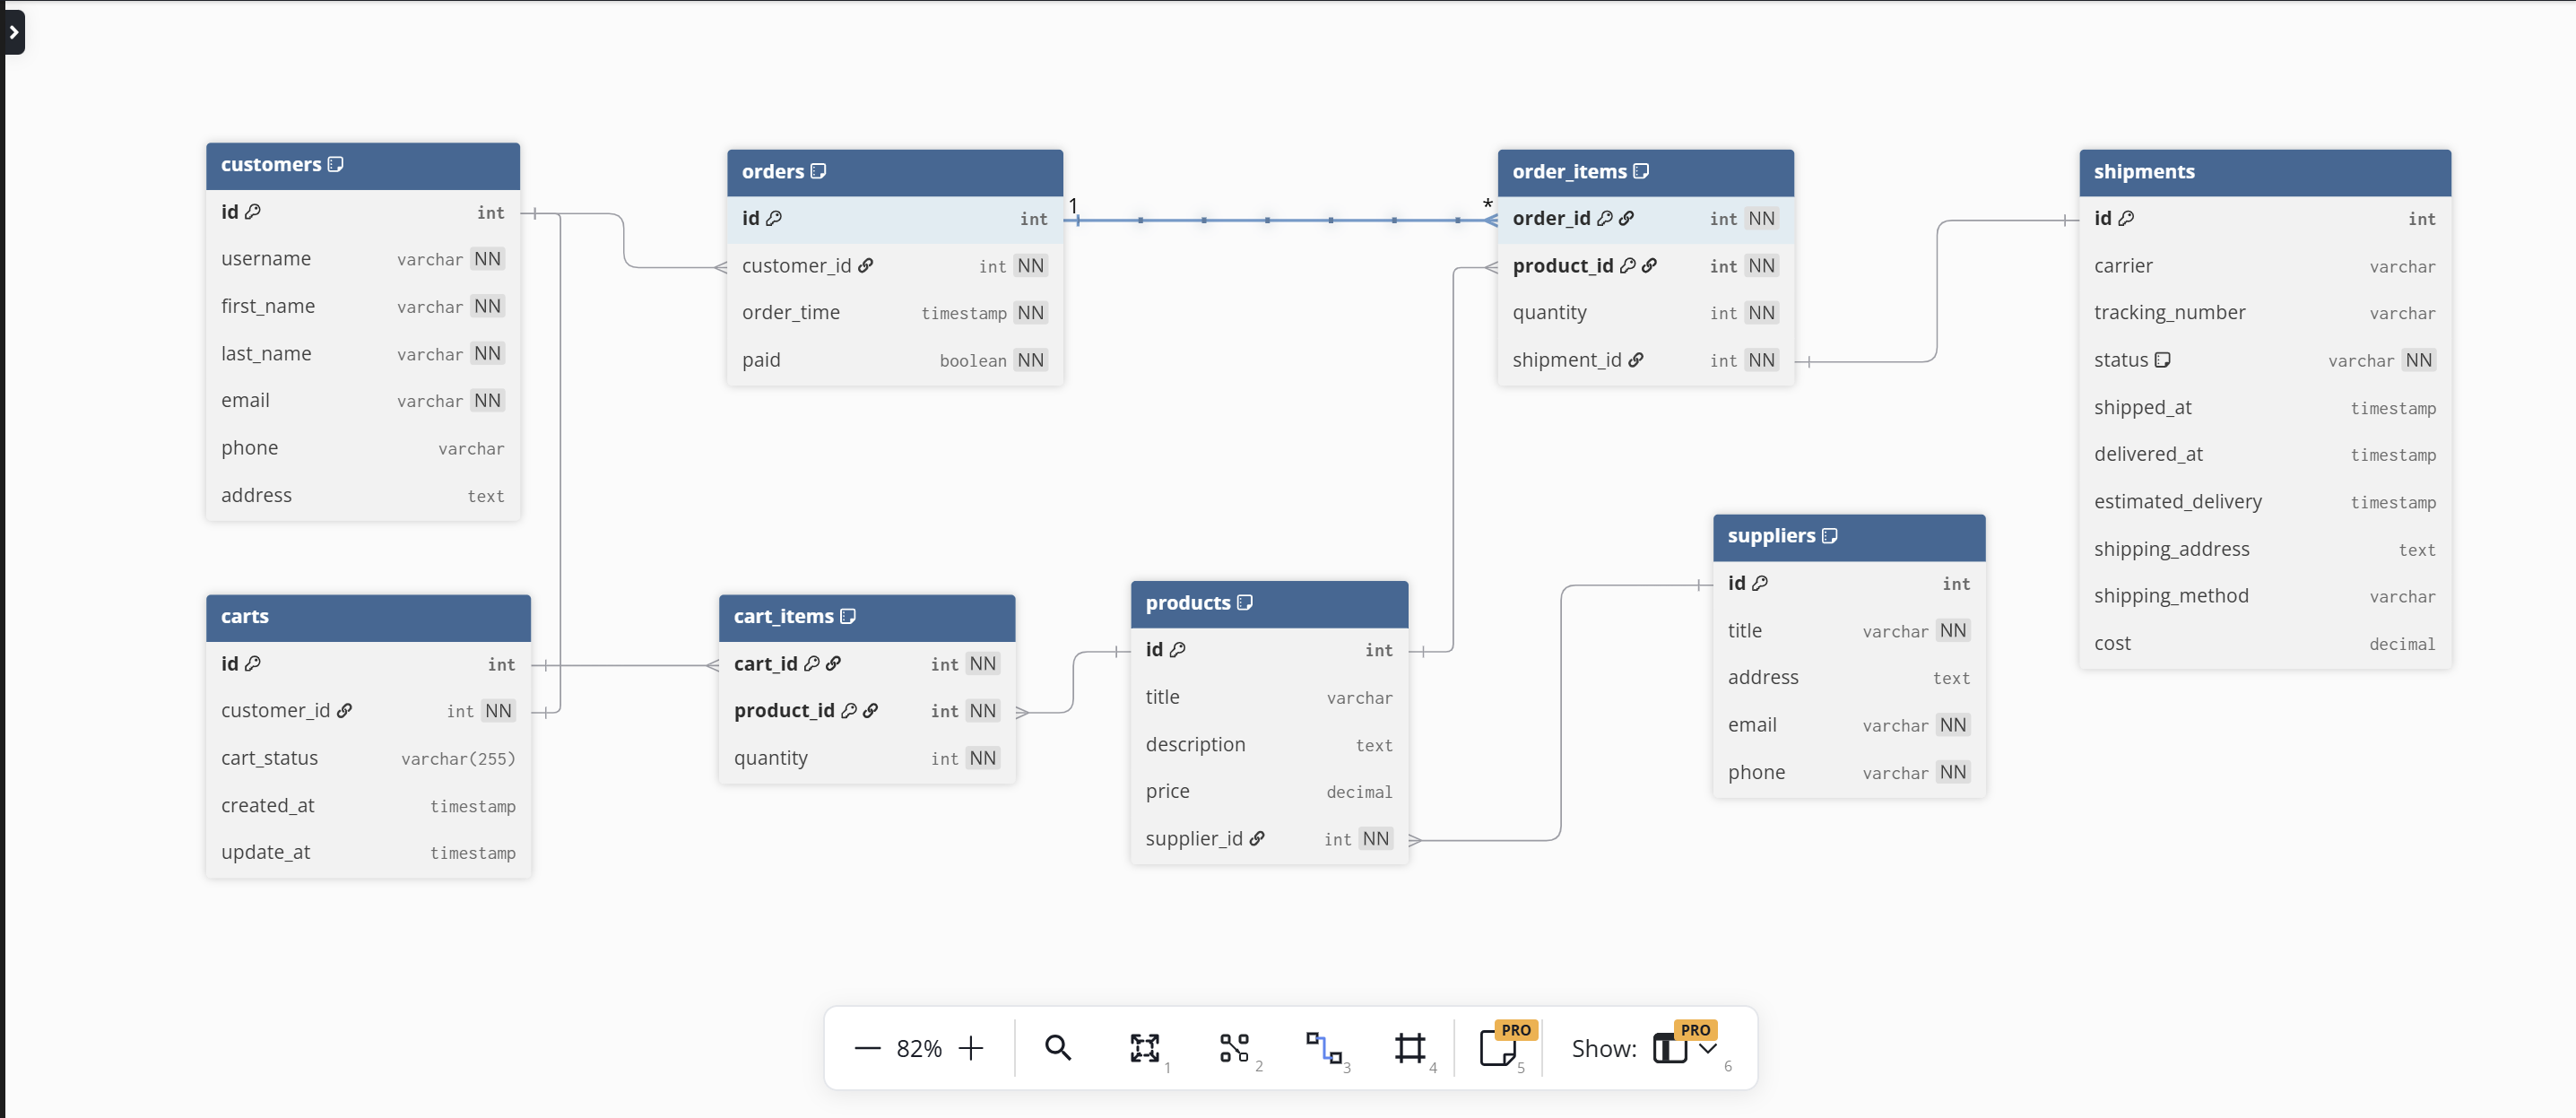 customers
id int
username varchar NN
first_name varchar NN
last_name varchar NN
email varchar NN
phone varchar
address text
orders
id int
customer_id int NN
order_time timestamp NN
paid boolean NN
1 *
order_items
order_id int NN
product_id int NN
quantity int NN
shipment_id int NN
shipments
id int
carrier varchar
tracking_number varchar
status varchar NN
shipped_at timestamp
delivered_at timestamp
estimated_delivery timestamp
shipping_address text
shipping_method varchar
cost decimal
carts
id int
customer_id int NN
cart_status varchar(255)
created_at timestamp
update_at timestamp
cart_items
cart_id int NN
product_id int NN
quantity int NN
products
id int
title varchar
description text
price decimal
supplier_id int NN
suppliers
id int
title varchar NN
address text
email varchar NN
phone varchar NN
82% 1 2 3 4 PRO 5 Show: PRO 6